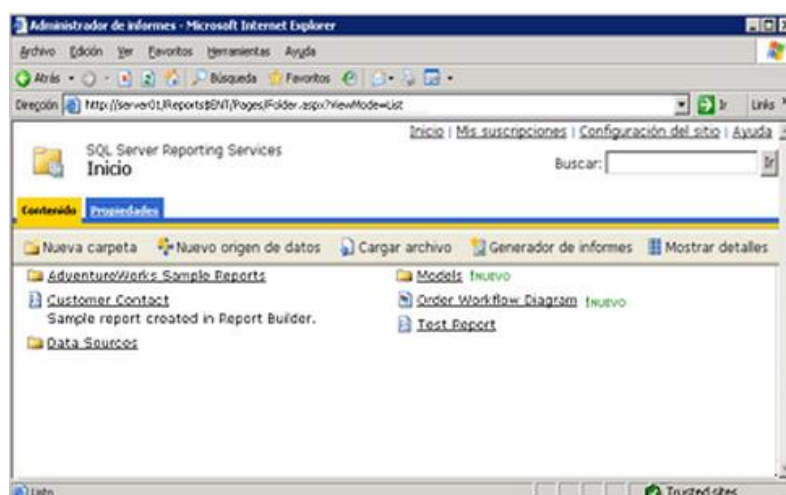 Administrador de informes - Microsoft Internet Explorer
Archivo Edición Ver Favoritos Herramientas Ayuda
Atrás Búsqueda Favoritos
Dirección http://server01/Reports$ENT/Pages/Folder.aspx?ViewMode=List Ir Links
Inicio | Mis suscripciones | Configuración del sitio | Ayuda
SQL Server Reporting Services
Inicio Buscar: Ir
Contenido Propiedades
Nueva carpeta Nuevo origen de datos Cargar archivo Generador de informes Mostrar detalles
AdventureWorks Sample Reports Models !NUEVO
Customer Contact Order Workflow Diagram !NUEVO
Sample report created in Report Builder. Test Report
Data Sources
Listo Trusted sites